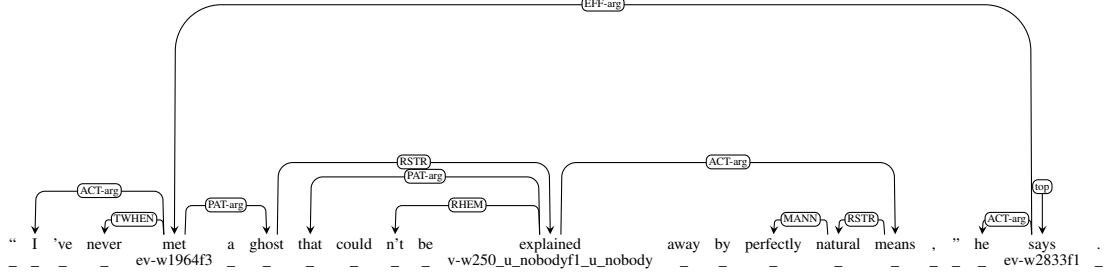 EFF-arg
RSTR ACT-arg
PAT-arg
ACT-arg top
PAT-arg RHEM
TWHEN MANN RSTR ACT-arg
“ I 've never met a ghost that could n't be explained away by perfectly natural means , ” he says .
_ _ _ _ ev-w1964f3 _ _ _ _ _ _ v-w250_u_nobodyf1_u_nobody _ _ _ _ _ _ _ _ ev-w2833f1 _